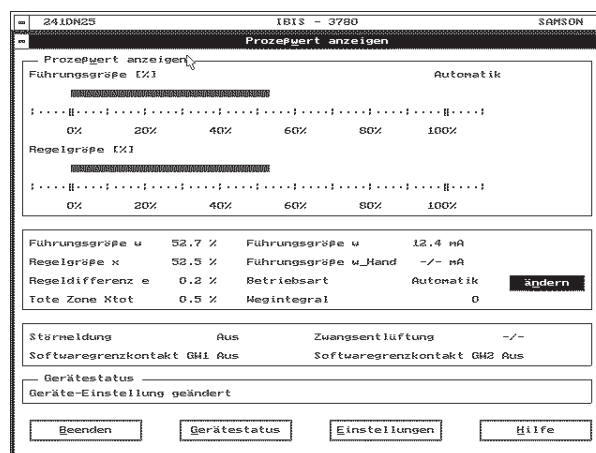 241DN25 IBIS - 3780 SAMSON
Prozeßwert anzeigen
Prozeßwert anzeigen
Führungsgröße [%] Automatik
0% 20% 40% 60% 80% 100%
Regelgröße [%]
0% 20% 40% 60% 80% 100%
Führungsgröße w 52.7 % Führungsgröße w 12.4 mA
Regelgröße x 52.5 % Führungsgröße w_Hand -/- mA
Regeldifferenz e 0.2 % Betriebsart Automatik ändern
Tote Zone Xtot 0.5 % Wegintegral 0
Störmeldung Aus Zwangsentlüftung -/-
Softwaregrenzkontakt GW1 Aus Softwaregrenzkontakt GW2 Aus
Gerätestatus
Geräte-Einstellung geändert
Beenden Gerätestatus Einstellungen Hilfe